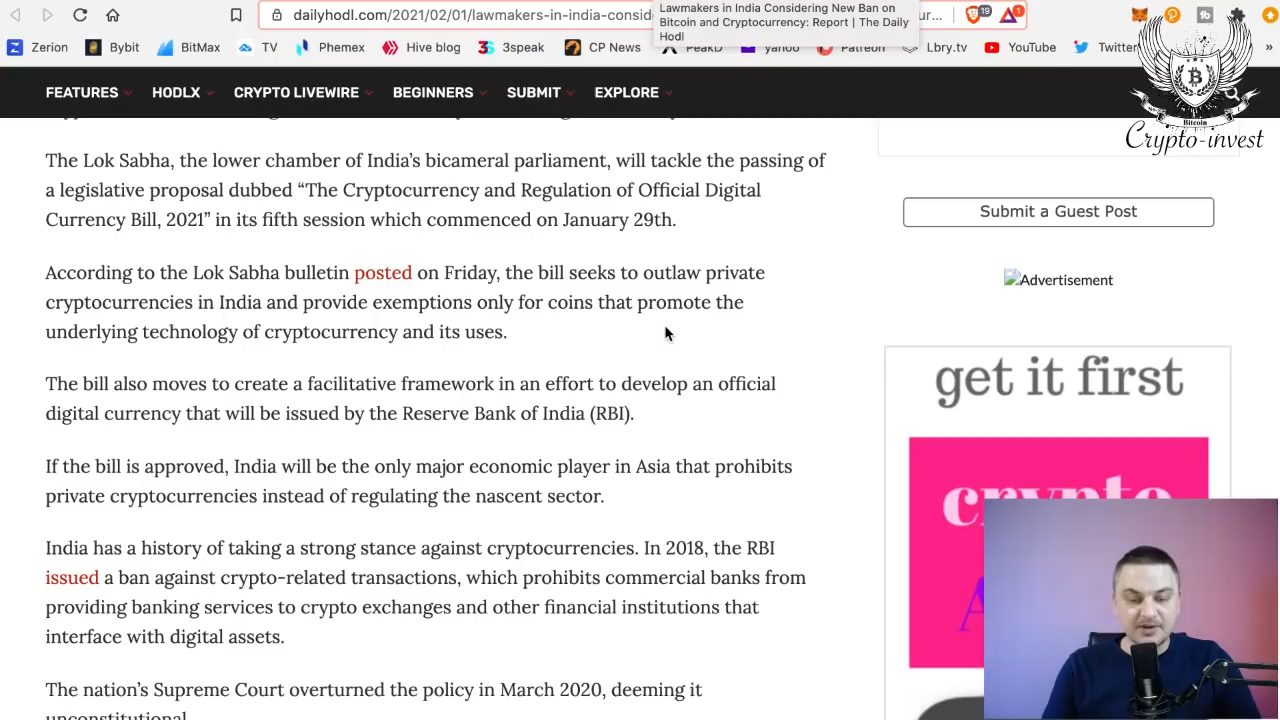 dailyhodl.com/2021/02/01/lawmakers-in-india-conside
Lawmakers in India Considering New Ban on
Bitcoin and Cryptocurrency: Report | The Daily
Hodl
ur...
19
1
Zerion
Bybit
BitMax
TV
Phemex
Hive blog
3speak
CP News
PeakD
yahoo
Patreon
Lbry.tv
YouTube
Twitter
»
FEATURES
HODLX
CRYPTO LIVEWIRE
BEGINNERS
SUBMIT
EXPLORE
Bitcoin
Crypto-invest
The Lok Sabha, the lower chamber of India’s bicameral parliament, will tackle the passing of
a legislative proposal dubbed “The Cryptocurrency and Regulation of Official Digital
Currency Bill, 2021” in its fifth session which commenced on January 29th.
According to the Lok Sabha bulletin posted on Friday, the bill seeks to outlaw private
cryptocurrencies in India and provide exemptions only for coins that promote the
underlying technology of cryptocurrency and its uses.
The bill also moves to create a facilitative framework in an effort to develop an official
digital currency that will be issued by the Reserve Bank of India (RBI).
If the bill is approved, India will be the only major economic player in Asia that prohibits
private cryptocurrencies instead of regulating the nascent sector.
India has a history of taking a strong stance against cryptocurrencies. In 2018, the RBI
issued a ban against crypto-related transactions, which prohibits commercial banks from
providing banking services to crypto exchanges and other financial institutions that
interface with digital assets.
The nation’s Supreme Court overturned the policy in March 2020, deeming it
unconstitutional.
Submit a Guest Post
Advertisement
get it first
crypto
A